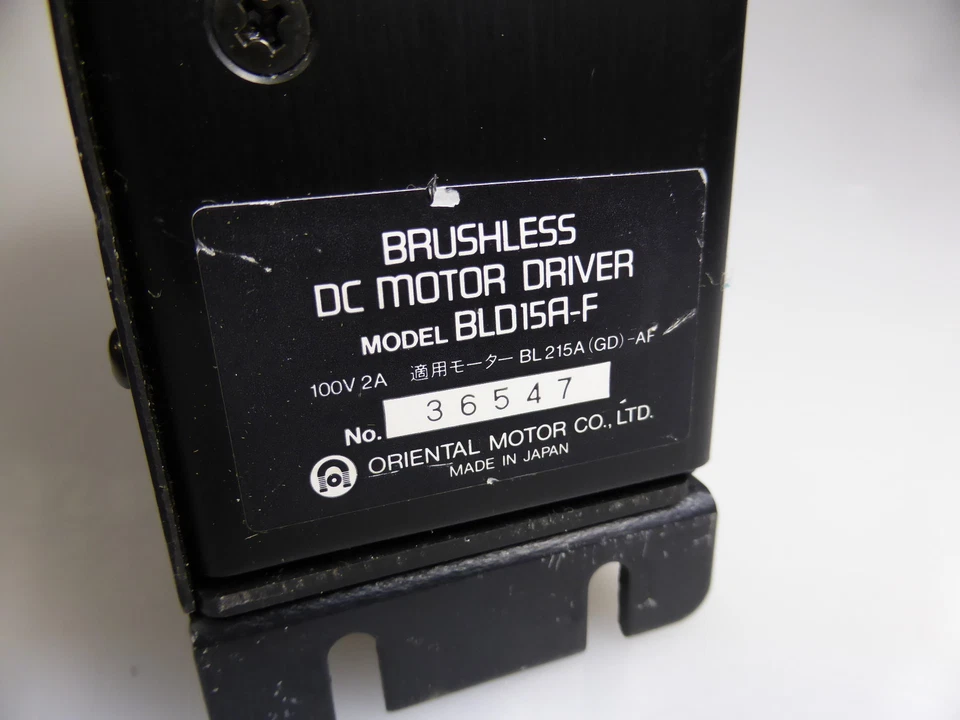 BRUSHLESS
DC MOTOR DRIVER
MODEL BLD15A-F
100V 2A 適用モーター BL215A(GD)-AF
No. 36547
ORIENTAL MOTOR CO., LTD.
MADE IN JAPAN